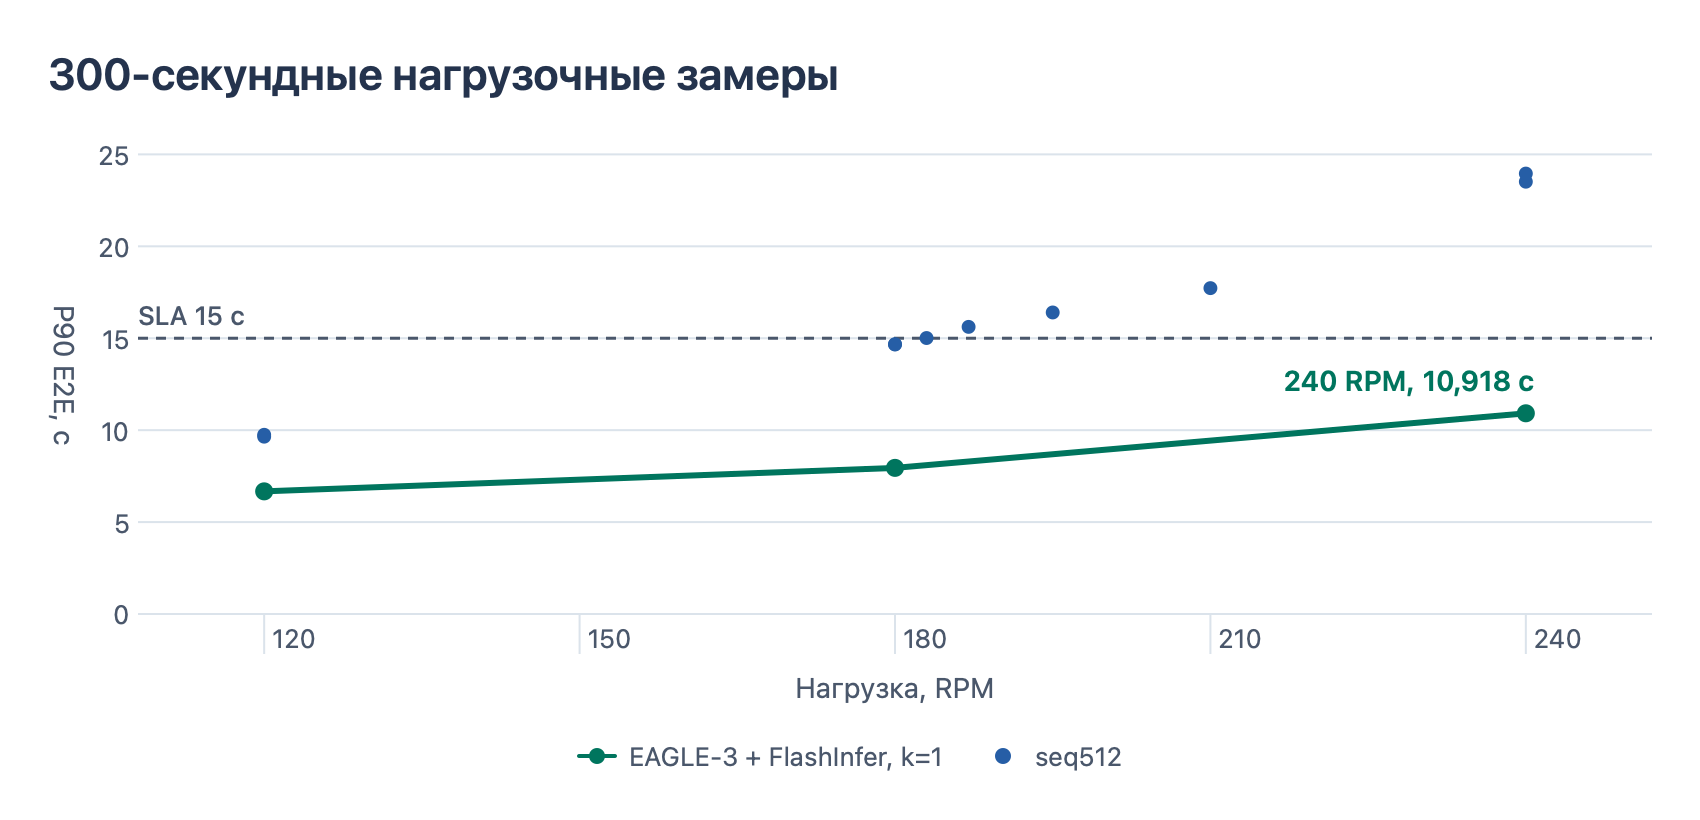 300-секундные нагрузочные замеры
25
20
SLA 15 с
15
240 RPM, 10,918 с
10
5
0
P90 E2E, с
120 150 180 210 240
Нагрузка, RPM
EAGLE-3 + FlashInfer, k=1 seq512